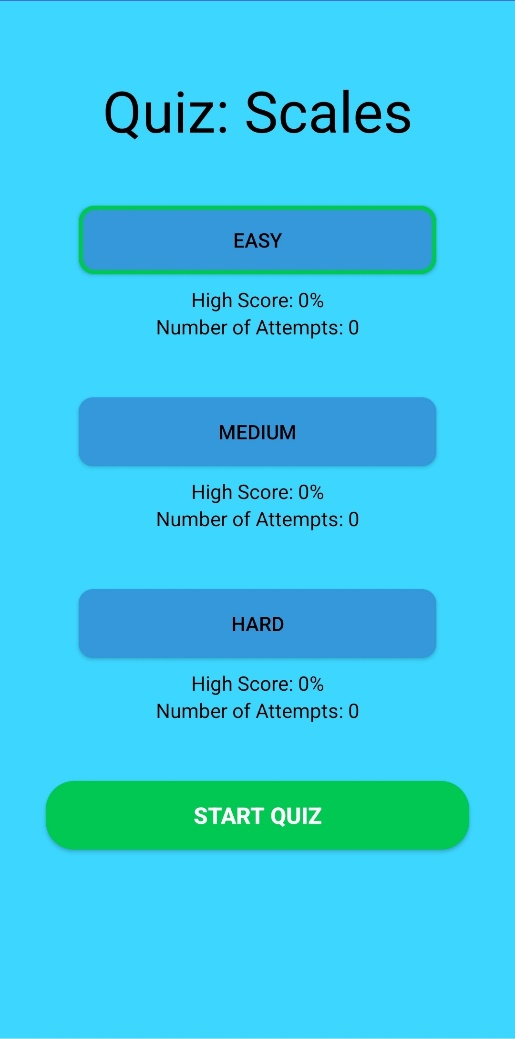 Quiz: Scales
EASY
High Score: 0%
Number of Attempts: 0
MEDIUM
High Score: 0%
Number of Attempts: 0
HARD
High Score: 0%
Number of Attempts: 0
START QUIZ